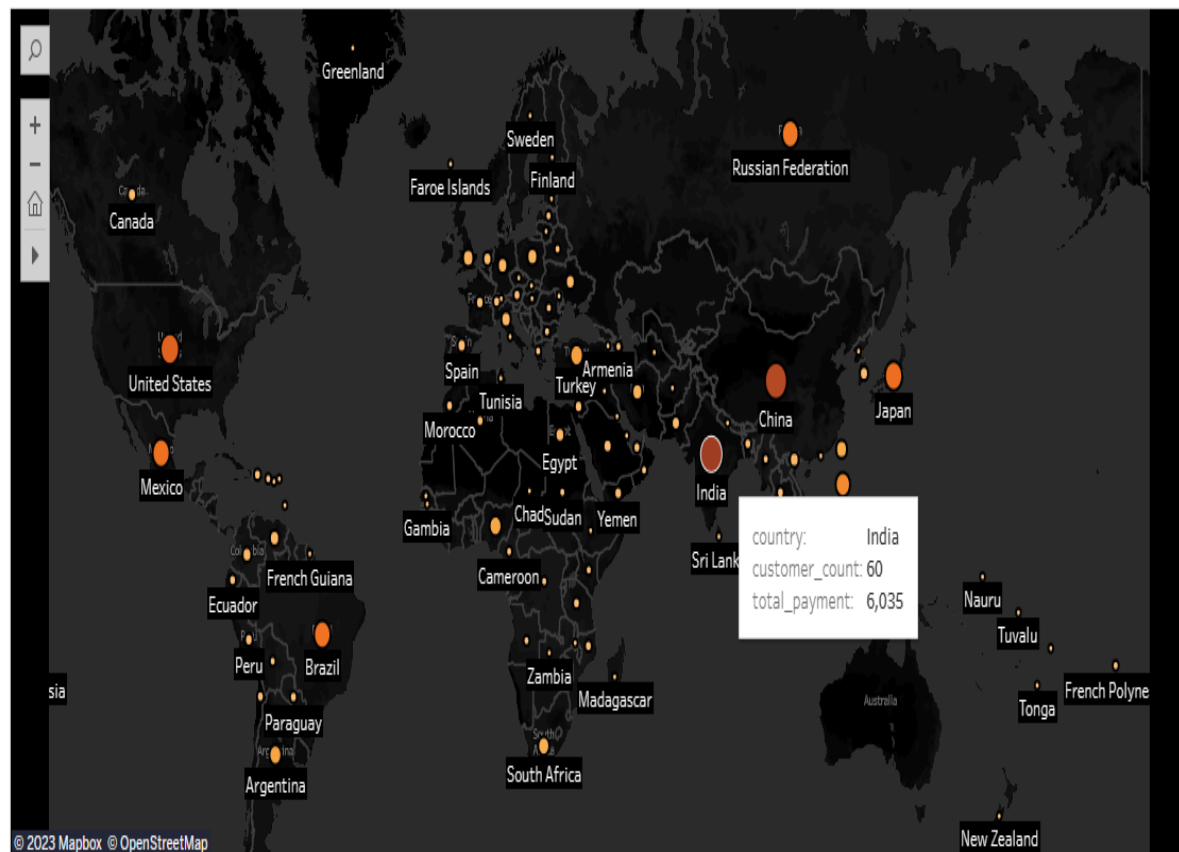 Greenland
Sweden
Finland
Faroe Islands
Russian Federation
Canada
United States
Spain
Armenia
Turkey
Tunisia
China
Japan
Morocco
Egypt
Mexico
India
Gambia
Chad
Sudan
Yemen
Sri Lank
country: India
customer_count: 60
total_payment: 6,035
Cameroon
French Guiana
Ecuador
Nauru
Tuvalu
Peru
Brazil
Zambia
Madagascar
sia
French Polyne
Tonga
Australia
Paraguay
South Africa
Argentina
New Zealand
© 2023 Mapbox © OpenStreetMap